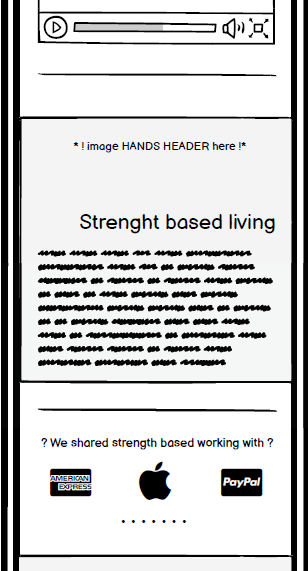 * ! image HANDS HEADER here !*
Strenght based living
? We shared strength based working with ?
AMERICAN
EXPRESS
PayPal